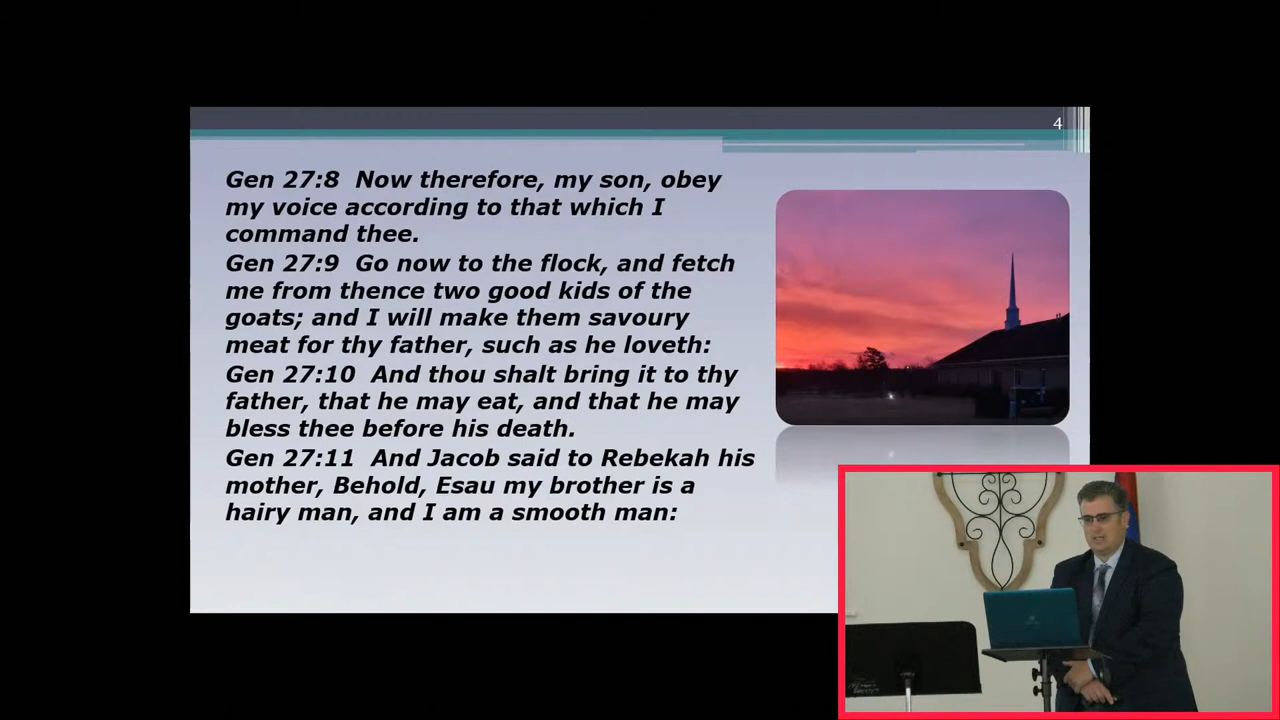 4
Gen 27:8  Now therefore, my son, obey
my voice according to that which I
command thee.
Gen 27:9  Go now to the flock, and fetch
me from thence two good kids of the
goats; and I will make them savoury
meat for thy father, such as he loveth:
Gen 27:10  And thou shalt bring it to thy
father, that he may eat, and that he may
bless thee before his death.
Gen 27:11  And Jacob said to Rebekah his
mother, Behold, Esau my brother is a
hairy man, and I am a smooth man: